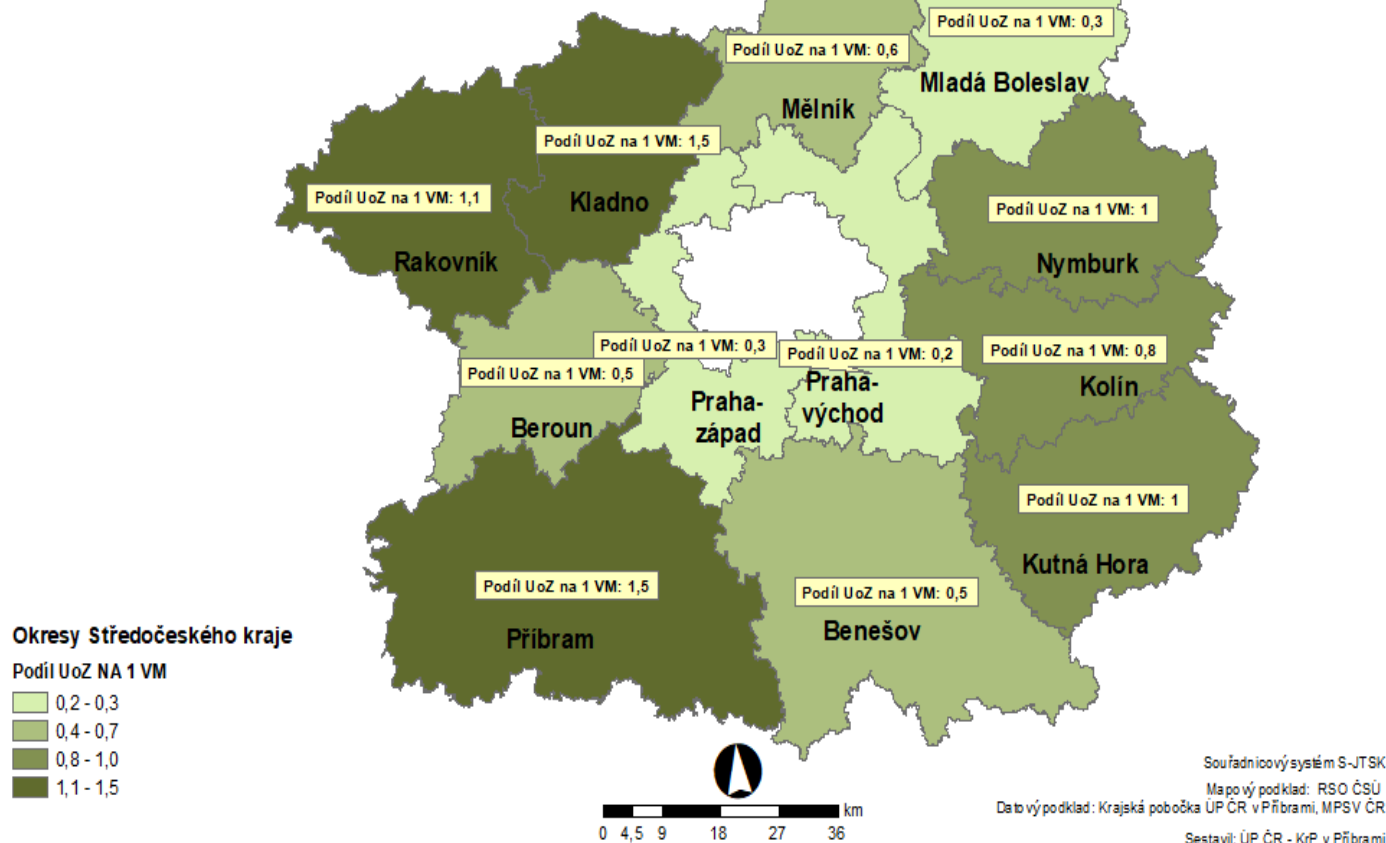 Podíl UoZ na 1 VM: 0,3
Podíl UoZ na 1 VM: 0,6
Mladá Boleslav
Mělník
Podíl UoZ na 1 VM: 1,5
Podíl UoZ na 1 VM: 1,1
Kladno
Podíl UoZ na 1 VM: 1
Rakovník
Nymburk
Podíl UoZ na 1 VM: 0,3
Podíl UoZ na 1 VM: 0,2
Podíl UoZ na 1 VM: 0,8
Podíl UoZ na 1 VM: 0,5
Kolín
Praha-
západ
Praha-
východ
Beroun
Podíl UoZ na 1 VM: 1
Kutná Hora
Podíl UoZ na 1 VM: 1,5
Podíl UoZ na 1 VM: 0,5
Příbram
Benešov
Okresy Středočeského kraje
Podíl UoZ NA 1 VM
0,2 - 0,3
0,4 - 0,7
0,8 - 1,0
1,1 - 1,5
km
0 4,5 9 18 27 36
Souřadnicový systém S-JTSK
Mapový podklad: RSO ČSÚ
Datový podklad: Krajská pobočka ÚP ČR v Příbrami, MPSV ČR
Sestavil: ÚP ČR - KrP v Příbrami